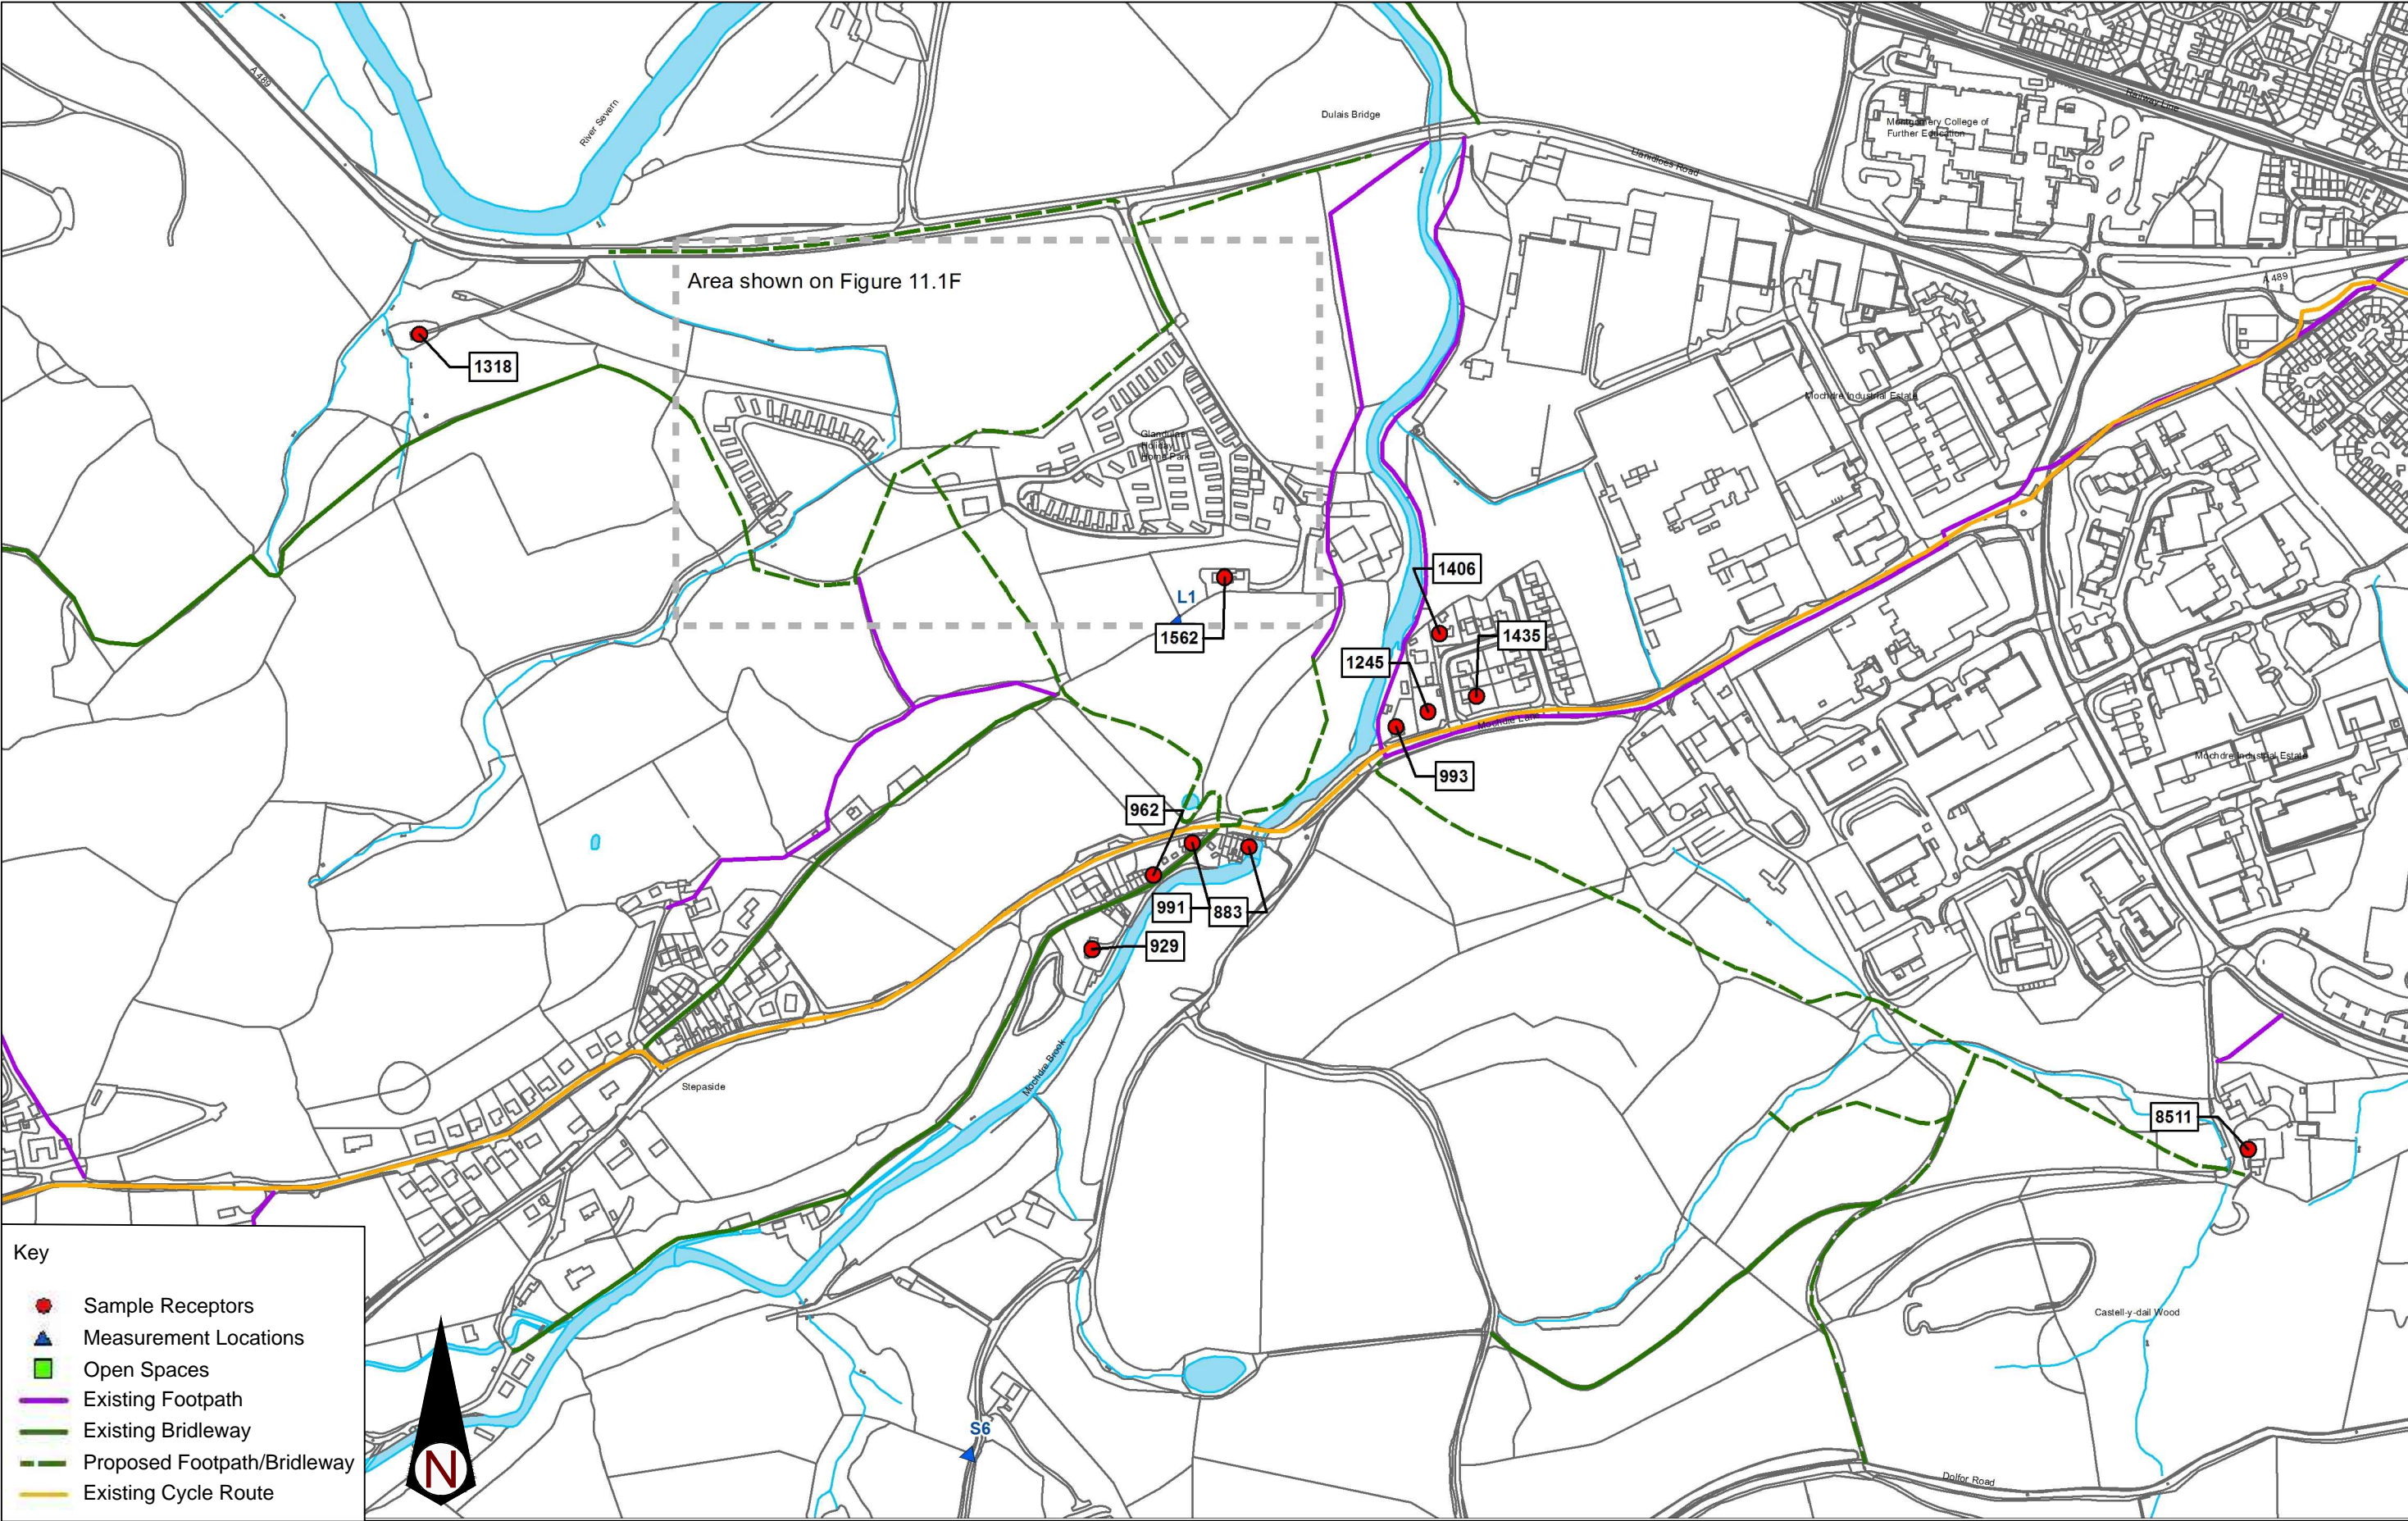 A 489
River Severn
Dulais Bridge
Llanidloes Road
Montgomery College of
Further Education
Railway Line
A 489
Area shown on Figure 11.1F
1318
Mochdre Industrial Estate
Glandulas
Holiday
Home Park
L1
1562
1406
1435
1245
Mochdre Lane
993
Mochdre Industrial Estate
962
991
883
929
Mochdre Brook
Stepaside
8511
Castell-y-dail Wood
S6
Dolfor Road
Key
Sample Receptors
Measurement Locations
Open Spaces
Existing Footpath
Existing Bridleway
Proposed Footpath/Bridleway
Existing Cycle Route
N